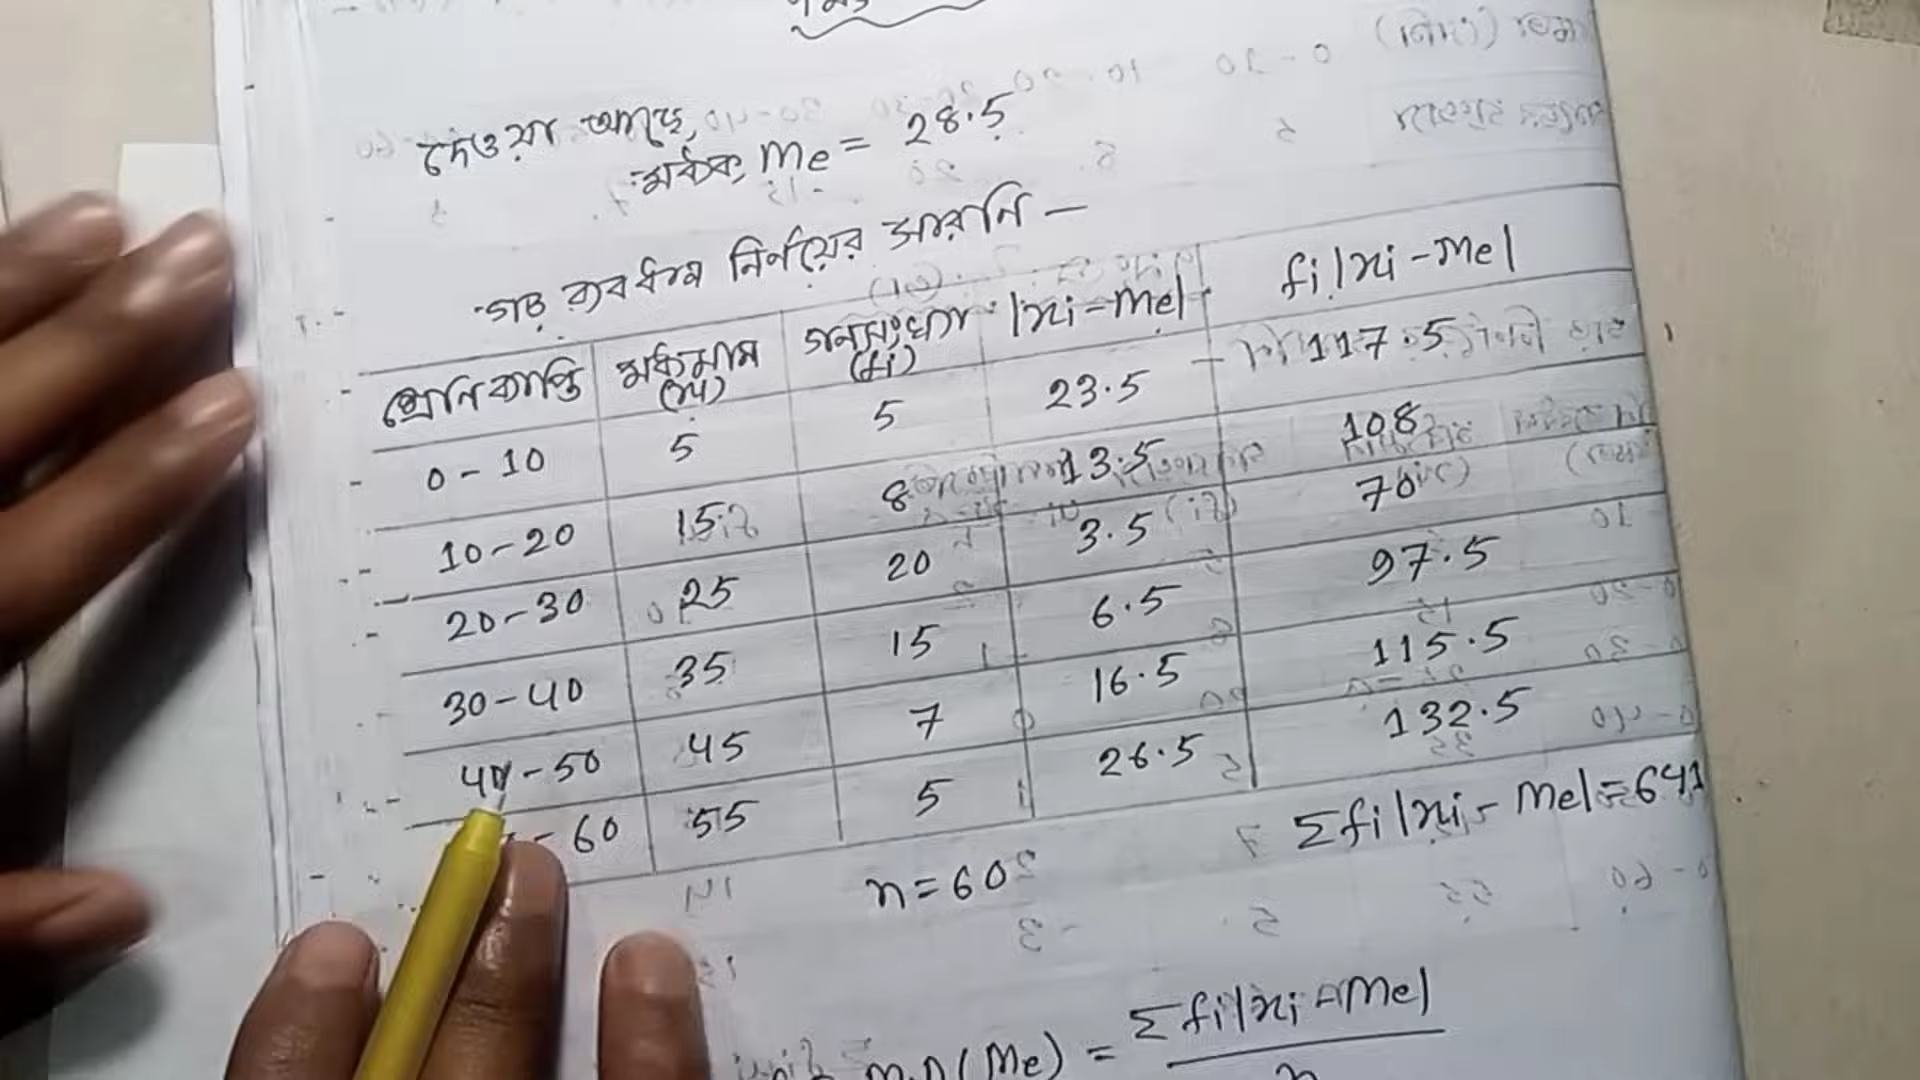 দেওয়া আছে,
মধ্যক, Me = 28.5
গড় ব্যবধান নির্ণয়ের সারনি —
শ্রেনি ব্যাপ্তি মধ্যমান (xi) গনসংখ্যা (fi) |xi - Me| fi |xi - Me|
0 - 10 5 5 23.5 117.5
10 - 20 15 8 13.5 108
20 - 30 25 20 3.5 70
30 - 40 35 15 6.5 97.5
40 - 50 45 7 16.5 115.5
- 60 55 5 26.5 132.5
n = 60 Σfi |xi - Me| = 641
M.D (Me) = Σfi |xi - Me|
n